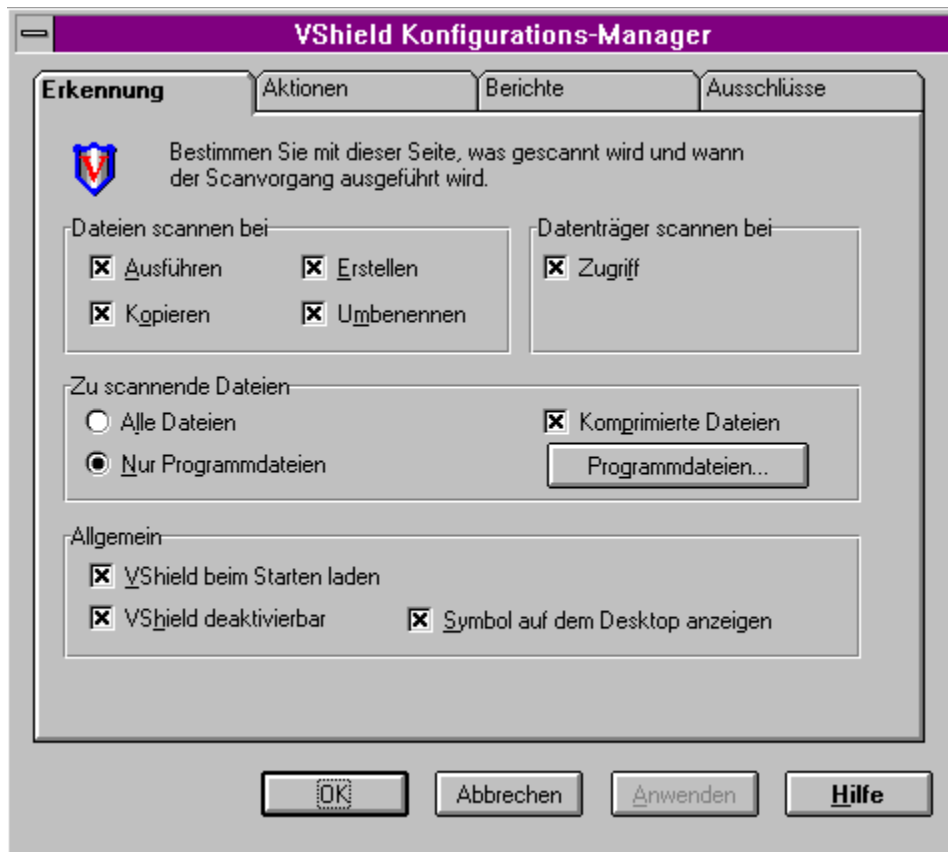 VShield Konfigurations-Manager
Erkennung Aktionen Berichte Ausschlüsse
V
Bestimmen Sie mit dieser Seite, was gescannt wird und wann
der Scanvorgang ausgeführt wird.
Dateien scannen bei
Ausführen Erstellen
Kopieren Umbenennen
Datenträger scannen bei
Zugriff
Zu scannende Dateien
Alle Dateien Komprimierte Dateien
Nur Programmdateien Programmdateien...
Allgemein
VShield beim Starten laden
VShield deaktivierbar Symbol auf dem Desktop anzeigen
OK Abbrechen Anwenden Hilfe